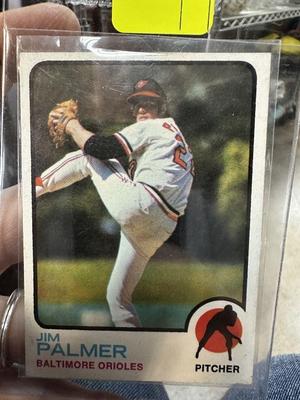 JIM
PALMER
BALTIMORE ORIOLES
PITCHER